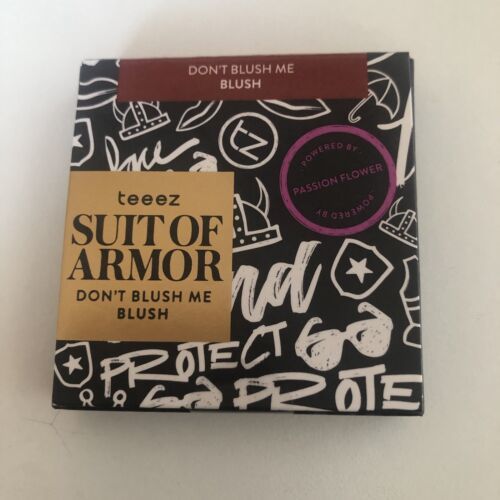 DON'T BLUSH ME
BLUSH
TZ
POWERED BY
PASSION FLOWER
POWERED BY
teeez
SUIT OF
ARMOR
DON'T BLUSH ME
BLUSH
PROTECT
PROTE